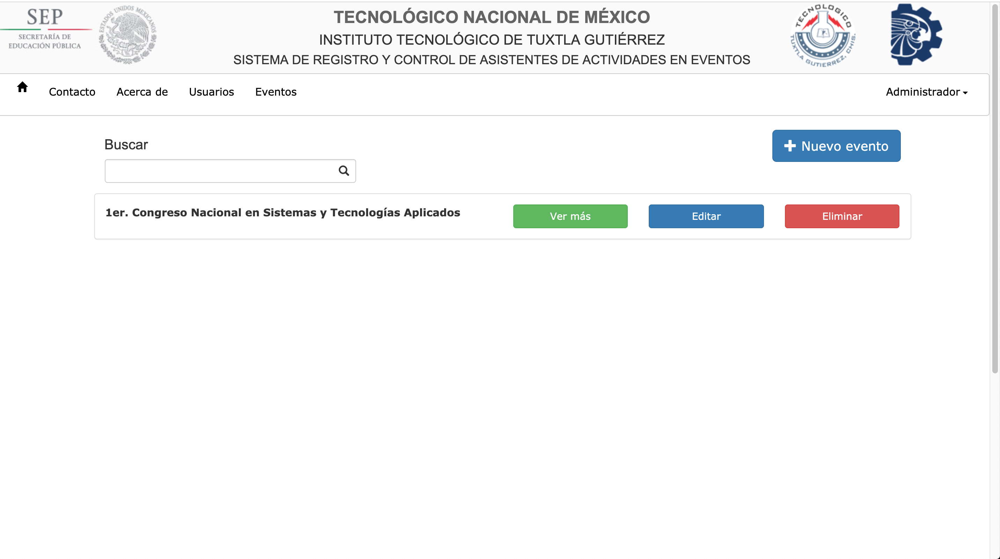 SEP
SECRETARÍA DE
EDUCACIÓN PÚBLICA
ESTADOS UNIDOS MEXICANOS
TECNOLÓGICO NACIONAL DE MÉXICO
INSTITUTO TECNOLÓGICO DE TUXTLA GUTIÉRREZ
SISTEMA DE REGISTRO Y CONTROL DE ASISTENTES DE ACTIVIDADES EN EVENTOS
TECNOLOGICO
TUXTLA GUTIERREZ, CHIS.
Contacto Acerca de Usuarios Eventos Administrador
Buscar
Nuevo evento
1er. Congreso Nacional en Sistemas y Tecnologías Aplicados Ver más Editar Eliminar